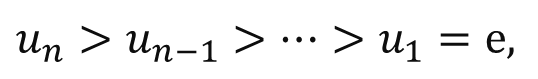 uₙ > uₙ₋₁ > ⋯ > u₁ = e,